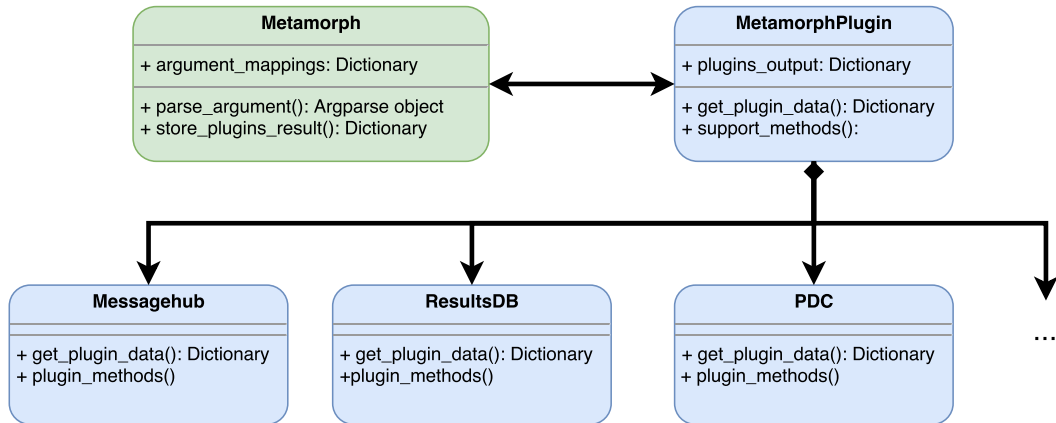 Metamorph
+ argument_mappings: Dictionary
+ parse_argument(): Argparse object
+ store_plugins_result(): Dictionary
MetamorphPlugin
+ plugins_output: Dictionary
+ get_plugin_data(): Dictionary
+ support_methods():
Messagehub
+ get_plugin_data(): Dictionary
+ plugin_methods()
ResultsDB
+ get_plugin_data(): Dictionary
+plugin_methods()
PDC
+ get_plugin_data(): Dictionary
+ plugin_methods()
...